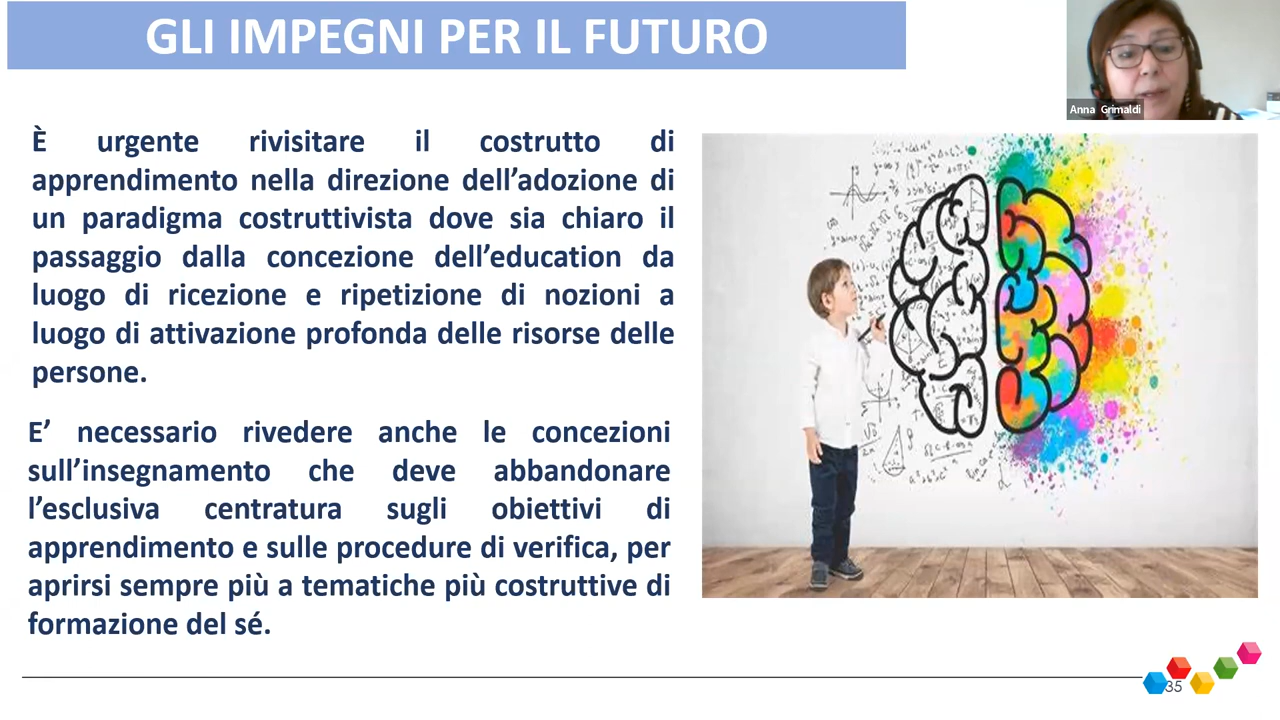 GLI IMPEGNI PER IL FUTURO
Anna Grimaldi
È urgente rivisitare il costrutto di
apprendimento nella direzione dell’adozione di
un paradigma costruttivista dove sia chiaro il
passaggio dalla concezione dell’education da
luogo di ricezione e ripetizione di nozioni a
luogo di attivazione profonda delle risorse delle
persone.
E’ necessario rivedere anche le concezioni
sull’insegnamento che deve abbandonare
l’esclusiva centratura sugli obiettivi di
apprendimento e sulle procedure di verifica, per
aprirsi sempre più a tematiche più costruttive di
formazione del sé.
35